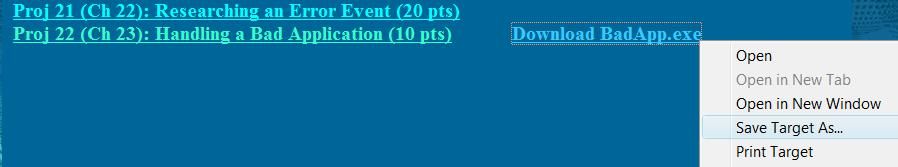 Proj 21 (Ch 22): Researching an Error Event (20 pts)
Proj 22 (Ch 23): Handling a Bad Application (10 pts) Download BadApp.exe
Open
Open in New Tab
Open in New Window
Save Target As...
Print Target